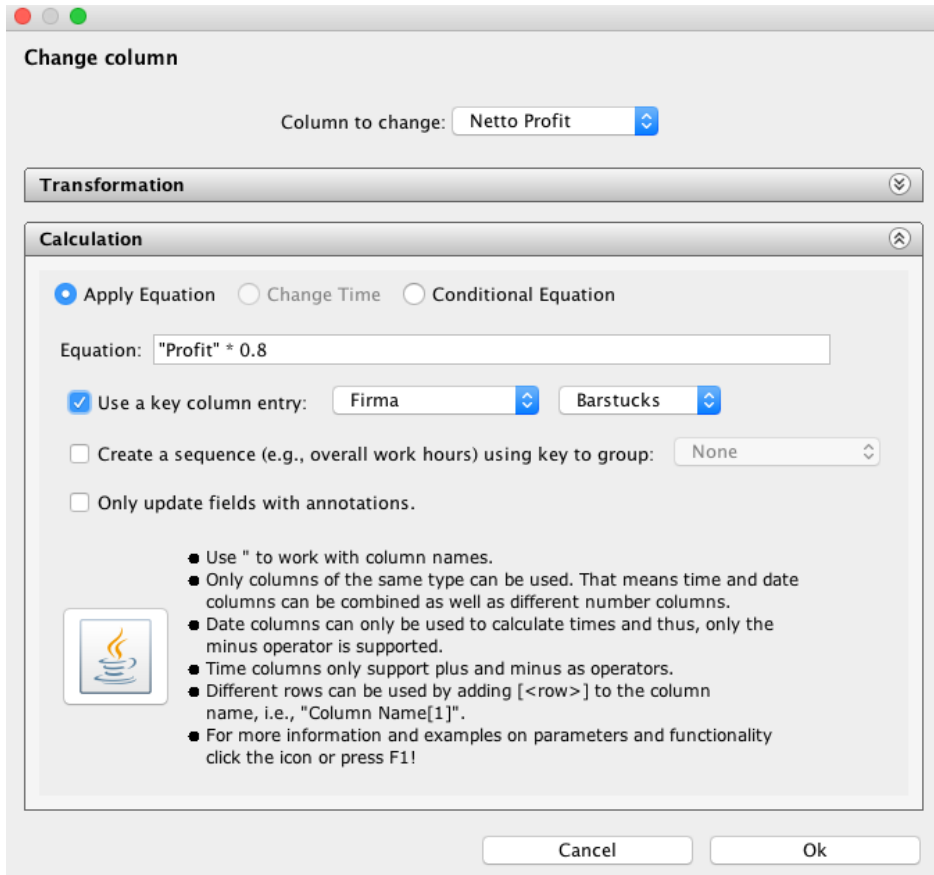 Change column
Column to change: Netto Profit
Transformation
Calculation
Apply Equation Change Time Conditional Equation
Equation: "Profit" * 0.8
Use a key column entry: Firma Barstucks
Create a sequence (e.g., overall work hours) using key to group: None
Only update fields with annotations.
● Use " to work with column names.
● Only columns of the same type can be used. That means time and date
columns can be combined as well as different number columns.
● Date columns can only be used to calculate times and thus, only the
minus operator is supported.
● Time columns only support plus and minus as operators.
● Different rows can be used by adding [<row>] to the column
name, i.e., "Column Name[1]".
● For more information and examples on parameters and functionality
click the icon or press F1!
Cancel Ok